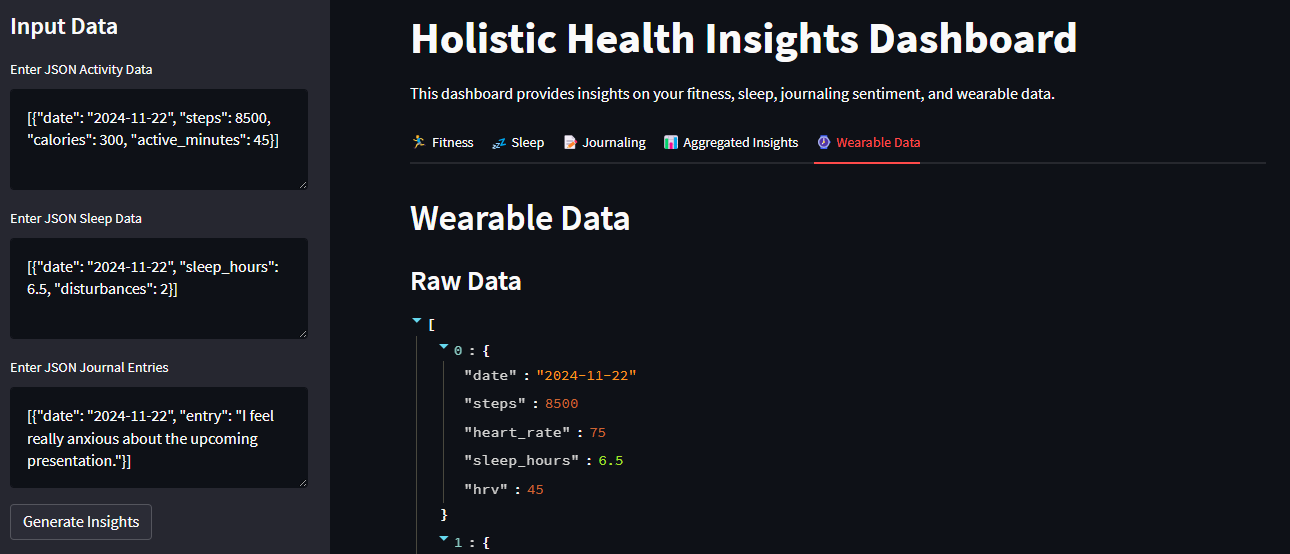 Input Data
Enter JSON Activity Data
[{"date": "2024-11-22", "steps": 8500,
"calories": 300, "active_minutes": 45}]
Enter JSON Sleep Data
[{"date": "2024-11-22", "sleep_hours":
6.5, "disturbances": 2}]
Enter JSON Journal Entries
[{"date": "2024-11-22", "entry": "I feel
really anxious about the upcoming
presentation."}]
Generate Insights
Holistic Health Insights Dashboard
This dashboard provides insights on your fitness, sleep, journaling sentiment, and wearable data.
Fitness Sleep Journaling Aggregated Insights Wearable Data
Wearable Data
Raw Data
[
0 : {
"date" : "2024-11-22"
"steps" : 8500
"heart_rate" : 75
"sleep_hours" : 6.5
"hrv" : 45
}
1 : {